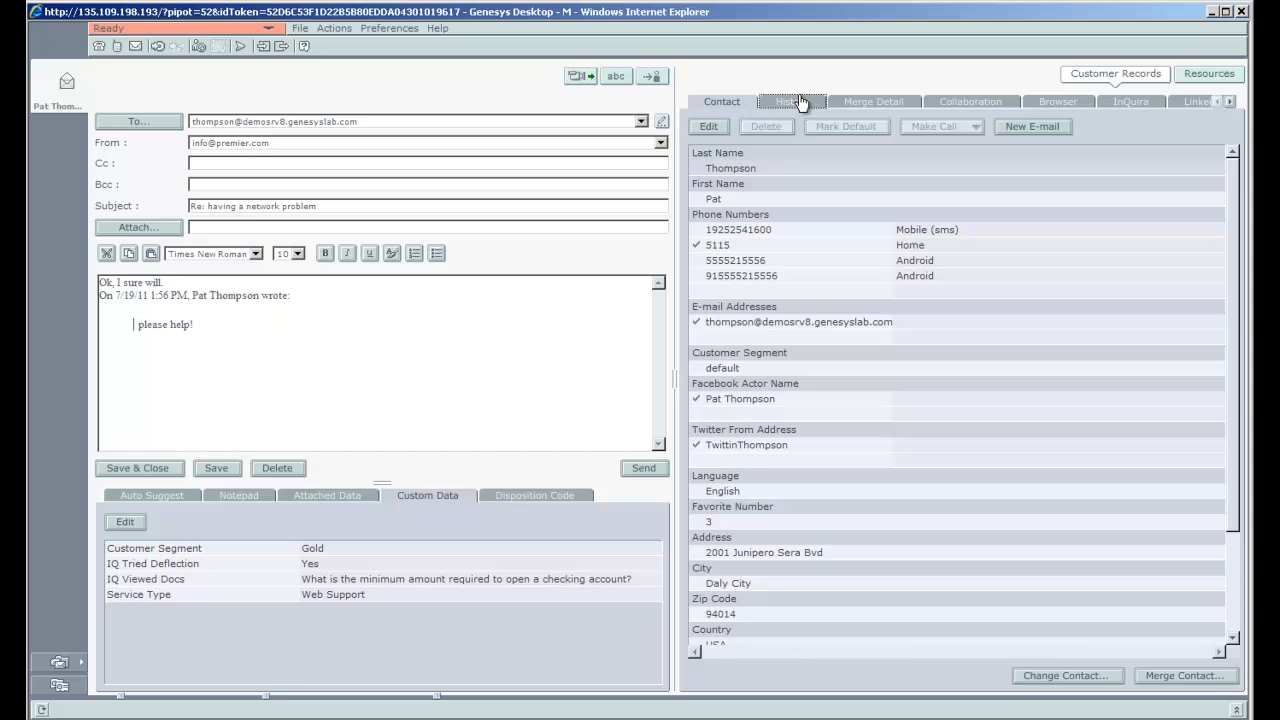 http://135.109.198.193/?pipot=52&idToken=52D6C53F1D22B5B80EDDA04301019617 - Genesys Desktop - M - Windows Internet Explorer
Ready
File Actions Preferences Help
Pat Thom...
abc
Customer Records
Resources
To...
thompson@demosrv8.genesyslab.com
From :
info@premier.com
Cc :
Bcc :
Subject :
Re: having a network problem
Attach...
Times New Roman
10
B
I
U
Ok, I sure will.
On 7/19/11 1:56 PM, Pat Thompson wrote:
please help!
Save & Close
Save
Delete
Send
Auto Suggest
Notepad
Attached Data
Custom Data
Disposition Code
Edit
Customer Segment Gold
IQ Tried Deflection Yes
IQ Viewed Docs What is the minimum amount required to open a checking account?
Service Type Web Support
Contact
Merge Detail
Collaboration
Browser
InQuira
Edit
Delete
Mark Default
Make Call
New E-mail
Last Name
Thompson
First Name
Pat
Phone Numbers
19252541600 Mobile (sms)
5115 Home
5555215556 Android
915555215556 Android
E-mail Addresses
thompson@demosrv8.genesyslab.com
Customer Segment
default
Facebook Actor Name
Pat Thompson
Twitter From Address
TwittinThompson
Language
English
Favorite Number
3
Address
2001 Junipero Sera Bvd
City
Daly City
Zip Code
94014
Country
USA
Change Contact...
Merge Contact...